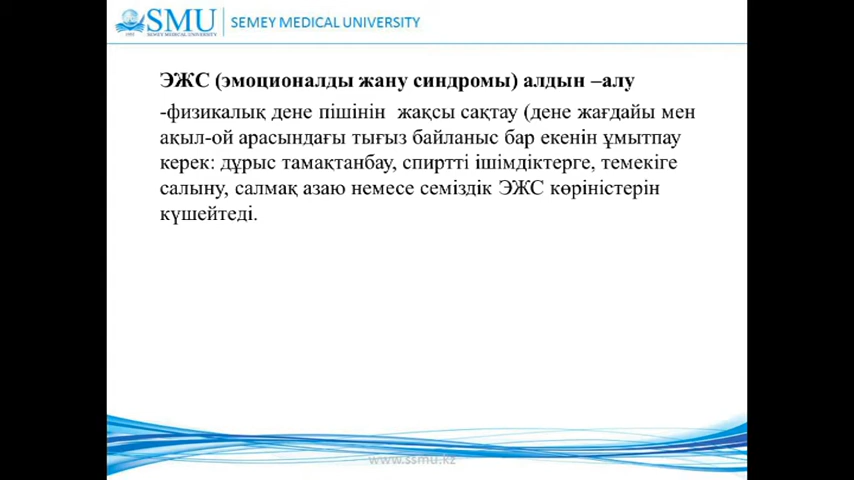 SMU
SEMEY MEDICAL UNIVERSITY
SEMEY MEDICAL UNIVERSITY
ЭЖС (эмоционалды жану синдромы) алдын –алу
-физикалық дене пішінін жақсы сақтау (дене жағдайы мен
ақыл-ой арасындағы тығыз байланыс бар екенін ұмытпау
керек: дұрыс тамақтанбау, спиртті ішімдіктерге, темекіге
салыну, салмақ азаю немесе семіздік ЭЖС көріністерін
күшейтеді.
www.ssmu.kz